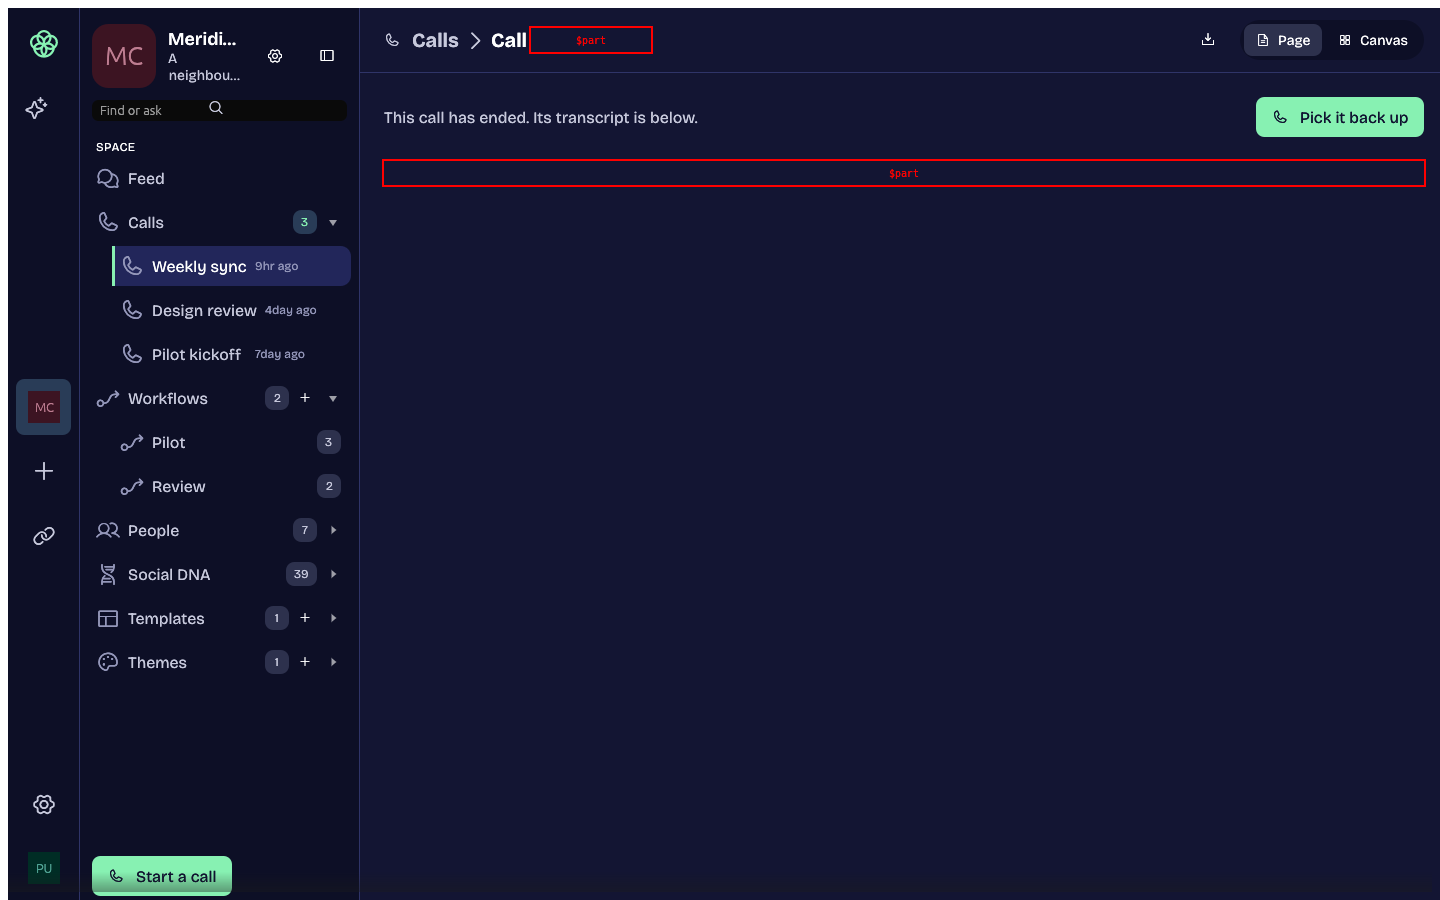 MC
Meridi...
A
neighbou...
Calls
Call
$part
Page
Canvas
Find or ask
This call has ended. Its transcript is below.
Pick it back up
$part
SPACE
Feed
Calls
3
Weekly sync
9hr ago
Design review
4day ago
Pilot kickoff
7day ago
MC
Workflows
2
+
Pilot
3
Review
2
People
7
Social DNA
39
Templates
1
+
Themes
1
+
PU
Start a call